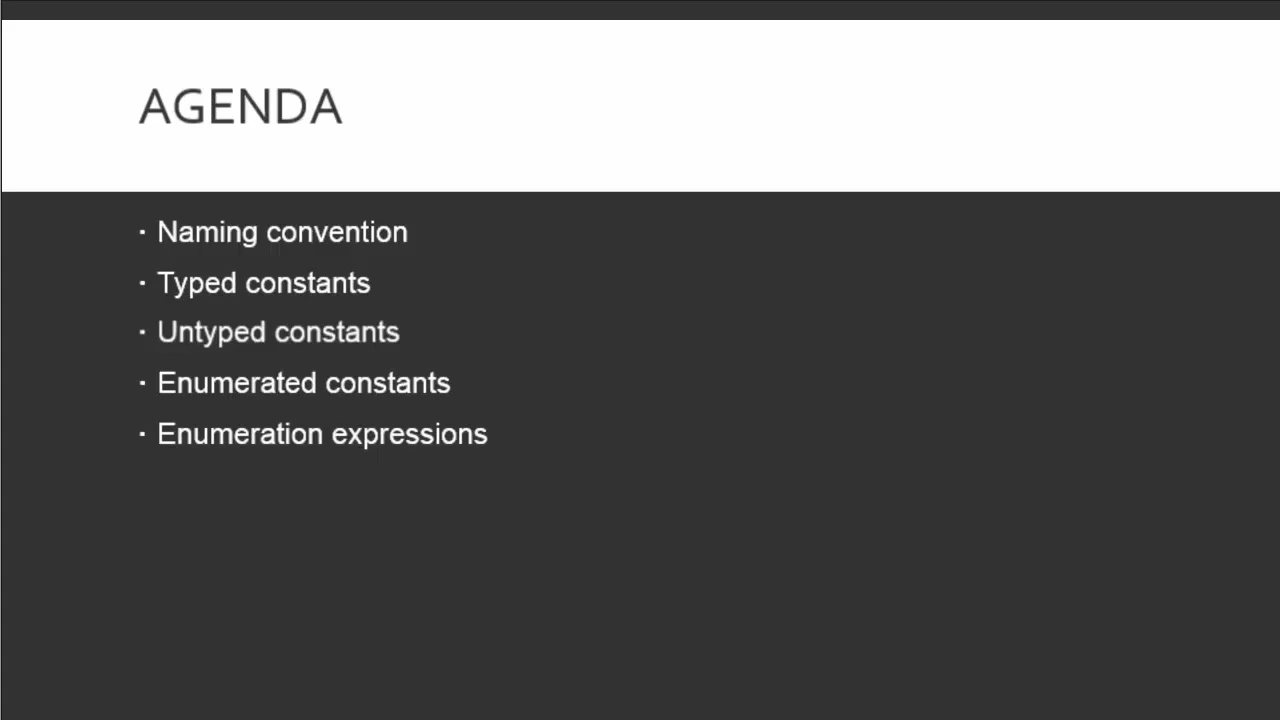 AGENDA
· Naming convention
· Typed constants
· Untyped constants
· Enumerated constants
· Enumeration expressions